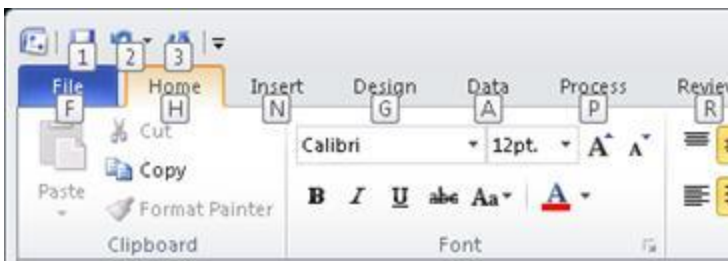 1 2 3
File Home Insert Design Data Process Review
F H N G A P R
Cut
Calibri 12pt. A A
Copy
Paste
B I U abc Aa A
Format Painter
Clipboard Font